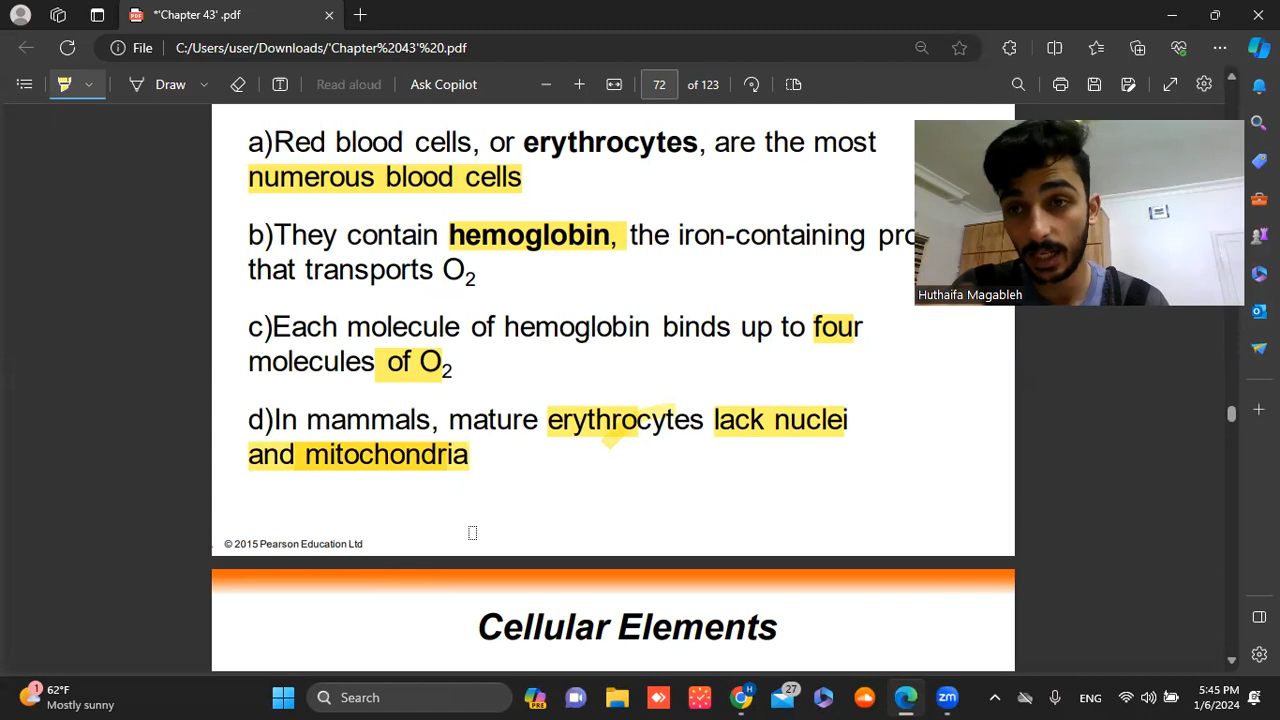 *'Chapter 43' .pdf
File
C:/Users/user/Downloads/'Chapter%2043'%20.pdf
Draw
Read aloud
Ask Copilot
72
of 123
a)Red blood cells, or erythrocytes, are the most
numerous blood cells
b)They contain hemoglobin, the iron-containing pro
that transports O2
c)Each molecule of hemoglobin binds up to four
molecules of O2
d)In mammals, mature erythrocytes lack nuclei
and mitochondria
Huthaifa Magableh
© 2015 Pearson Education Ltd
Cellular Elements
1
62°F
Mostly sunny
Search
PRE
H
27
zm
ENG
5:45 PM
1/6/2024